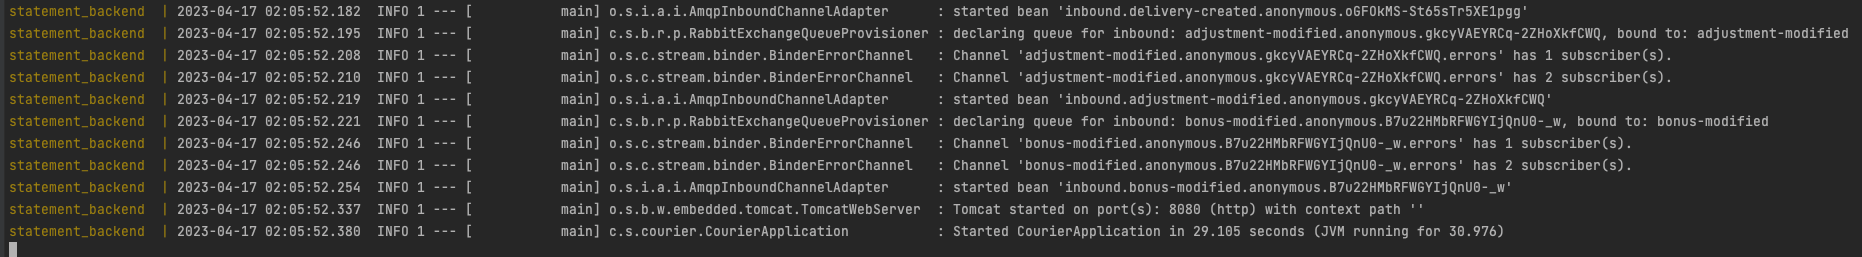 statement_backend  | 2023-04-17 02:05:52.182  INFO 1 --- [           main] o.s.i.a.i.AmqpInboundChannelAdapter      : started bean 'inbound.delivery-created.anonymous.oGFOkMS-St65sTr5XE1pgg'
statement_backend  | 2023-04-17 02:05:52.195  INFO 1 --- [           main] c.s.b.r.p.RabbitExchangeQueueProvisioner : declaring queue for inbound: adjustment-modified.anonymous.gkcyVAEYRCq-2ZHoXkfCWQ, bound to: adjustment-modified
statement_backend  | 2023-04-17 02:05:52.208  INFO 1 --- [           main] o.s.c.stream.binder.BinderErrorChannel   : Channel 'adjustment-modified.anonymous.gkcyVAEYRCq-2ZHoXkfCWQ.errors' has 1 subscriber(s).
statement_backend  | 2023-04-17 02:05:52.210  INFO 1 --- [           main] o.s.c.stream.binder.BinderErrorChannel   : Channel 'adjustment-modified.anonymous.gkcyVAEYRCq-2ZHoXkfCWQ.errors' has 2 subscriber(s).
statement_backend  | 2023-04-17 02:05:52.219  INFO 1 --- [           main] o.s.i.a.i.AmqpInboundChannelAdapter      : started bean 'inbound.adjustment-modified.anonymous.gkcyVAEYRCq-2ZHoXkfCWQ'
statement_backend  | 2023-04-17 02:05:52.221  INFO 1 --- [           main] c.s.b.r.p.RabbitExchangeQueueProvisioner : declaring queue for inbound: bonus-modified.anonymous.B7u22HMbRFWGYIjQnU0-_w, bound to: bonus-modified
statement_backend  | 2023-04-17 02:05:52.246  INFO 1 --- [           main] o.s.c.stream.binder.BinderErrorChannel   : Channel 'bonus-modified.anonymous.B7u22HMbRFWGYIjQnU0-_w.errors' has 1 subscriber(s).
statement_backend  | 2023-04-17 02:05:52.246  INFO 1 --- [           main] o.s.c.stream.binder.BinderErrorChannel   : Channel 'bonus-modified.anonymous.B7u22HMbRFWGYIjQnU0-_w.errors' has 2 subscriber(s).
statement_backend  | 2023-04-17 02:05:52.254  INFO 1 --- [           main] o.s.i.a.i.AmqpInboundChannelAdapter      : started bean 'inbound.bonus-modified.anonymous.B7u22HMbRFWGYIjQnU0-_w'
statement_backend  | 2023-04-17 02:05:52.337  INFO 1 --- [           main] o.s.b.w.embedded.tomcat.TomcatWebServer  : Tomcat started on port(s): 8080 (http) with context path ''
statement_backend  | 2023-04-17 02:05:52.380  INFO 1 --- [           main] c.s.courier.CourierApplication           : Started CourierApplication in 29.105 seconds (JVM running for 30.976)